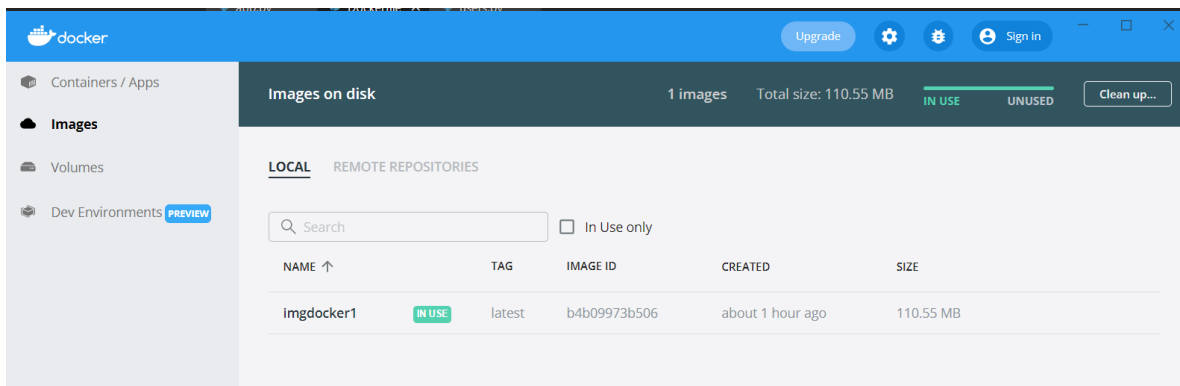 docker
Upgrade
Sign in
Containers / Apps
Images
Volumes
Dev Environments PREVIEW
Images on disk
1 images
Total size: 110.55 MB
IN USE
UNUSED
Clean up...
LOCAL
REMOTE REPOSITORIES
Search
In Use only
NAME
TAG
IMAGE ID
CREATED
SIZE
imgdocker1
IN USE
latest
b4b09973b506
about 1 hour ago
110.55 MB